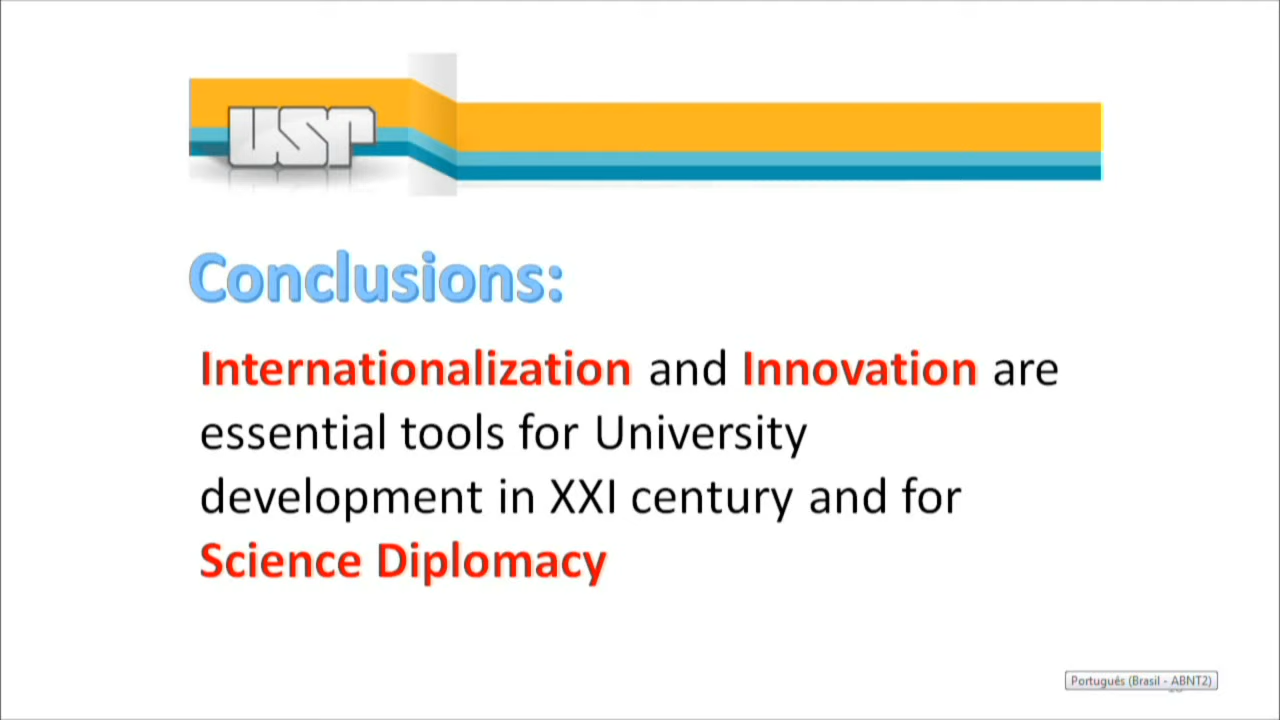 USP
Conclusions:
Internationalization and Innovation are
essential tools for University
development in XXI century and for
Science Diplomacy
Português (Brasil - ABNT2)